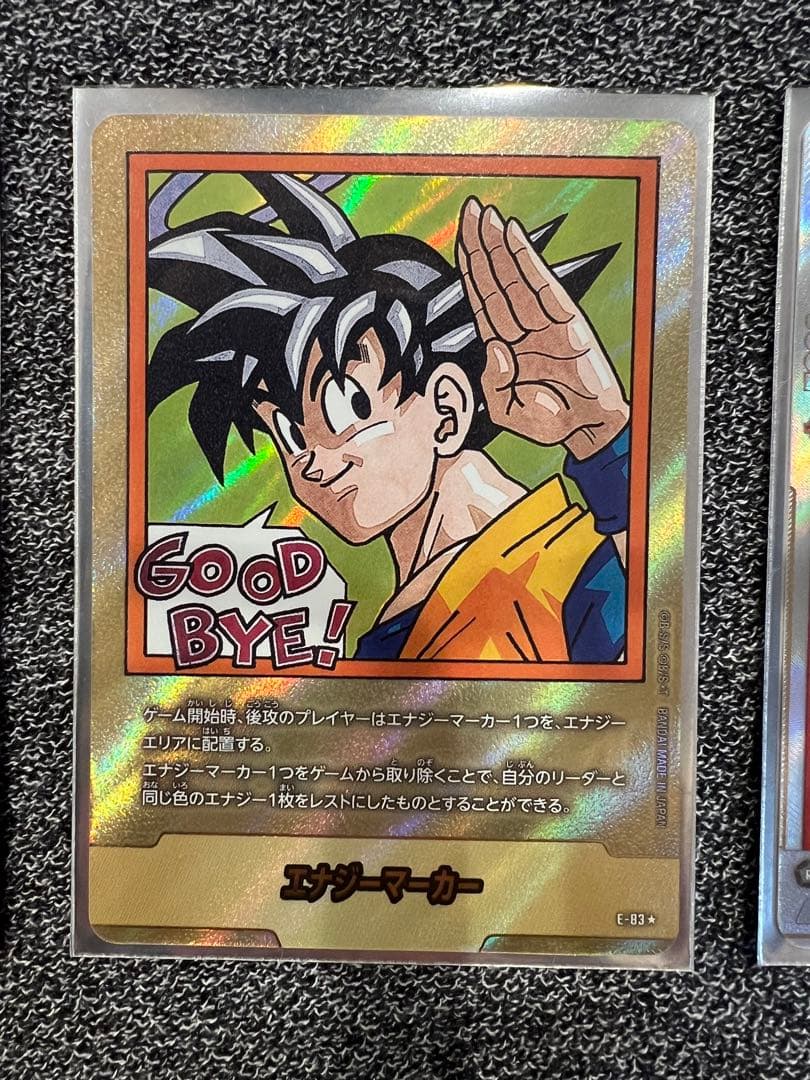 GOOD
BYE!
ゲーム開始時、後攻のプレイヤーはエナジーマーカー1つを、エナジー
エリアに配置する。
エナジーマーカー1つをゲームから取り除くことで、自分のリーダーと
同じ色のエナジー1枚をレストにしたものとすることができる。
エナジーマーカー
E-83★
©B･S/S ©B/S･T BANDAI MADE IN JAPAN